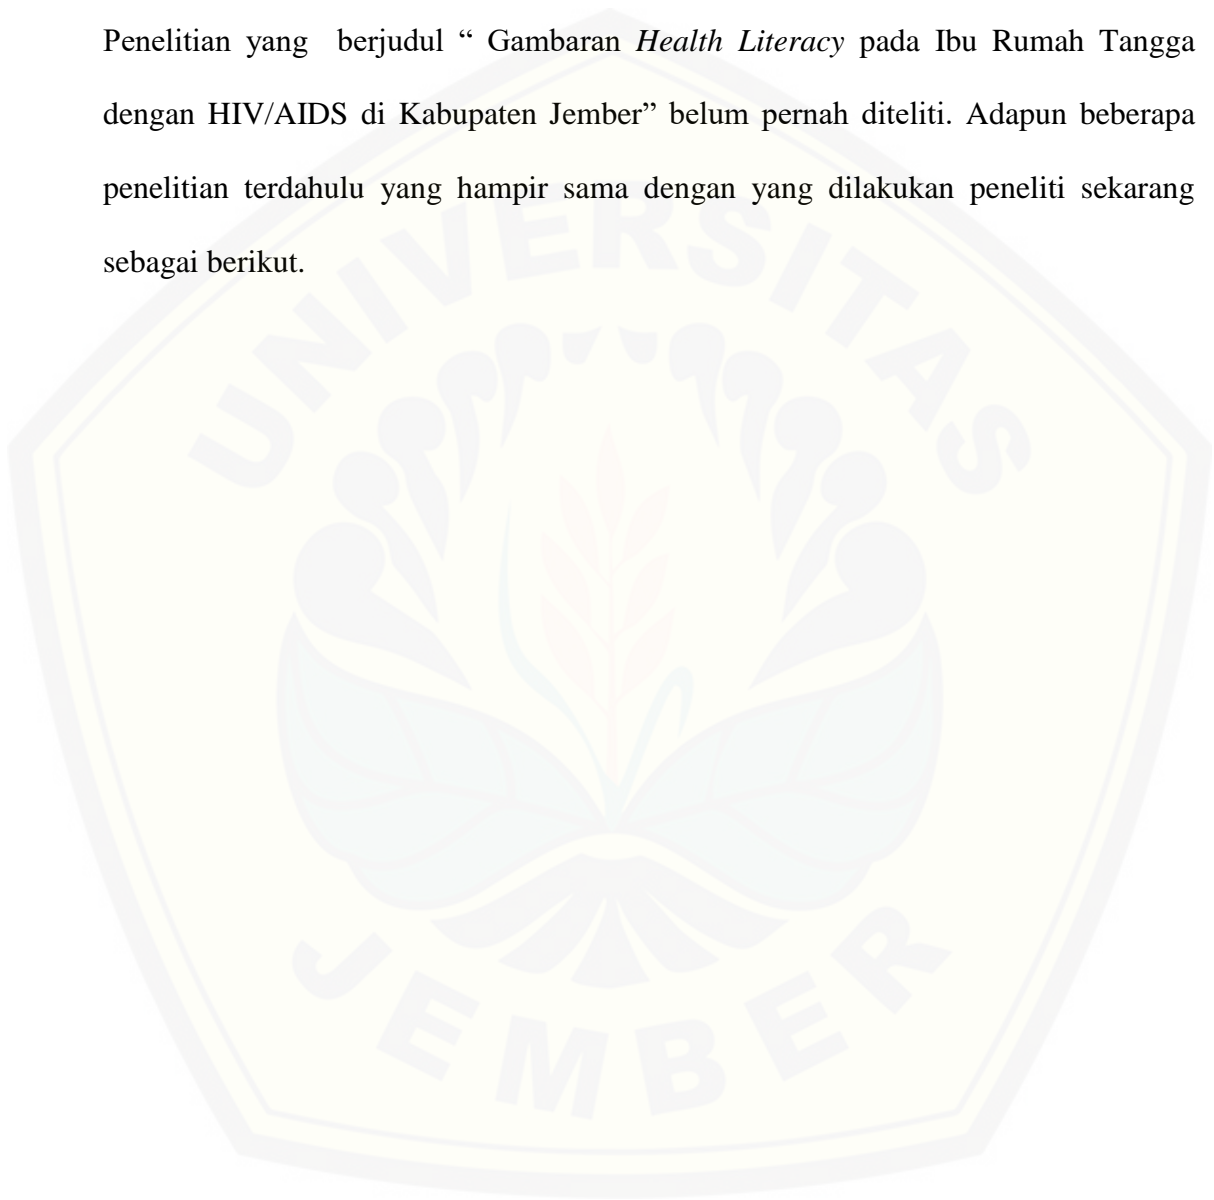 Penelitian yang berjudul “ Gambaran Health Literacy pada Ibu Rumah Tangga
dengan HIV/AIDS di Kabupaten Jember” belum pernah diteliti. Adapun beberapa
penelitian terdahulu yang hampir sama dengan yang dilakukan peneliti sekarang
sebagai berikut.
UNIVERSITAS
JEMBER